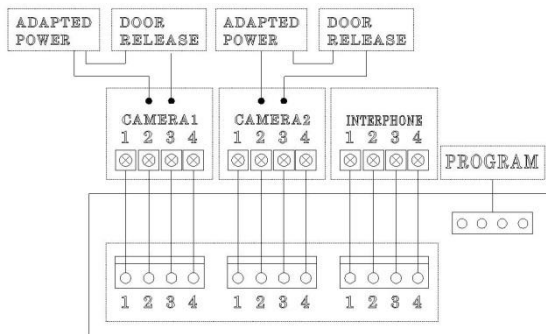 ADAPTED POWER
DOOR RELEASE
ADAPTED POWER
DOOR RELEASE
CAMERA1
1 2 3 4
CAMERA2
1 2 3 4
INTERPHONE
1 2 3 4
PROGRAM
1 2 3 4
1 2 3 4
1 2 3 4